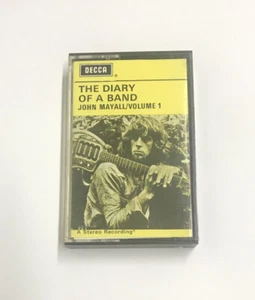 DECCA
THE DIARY
OF A BAND
JOHN MAYALL/VOLUME 1
A Stereo Recording